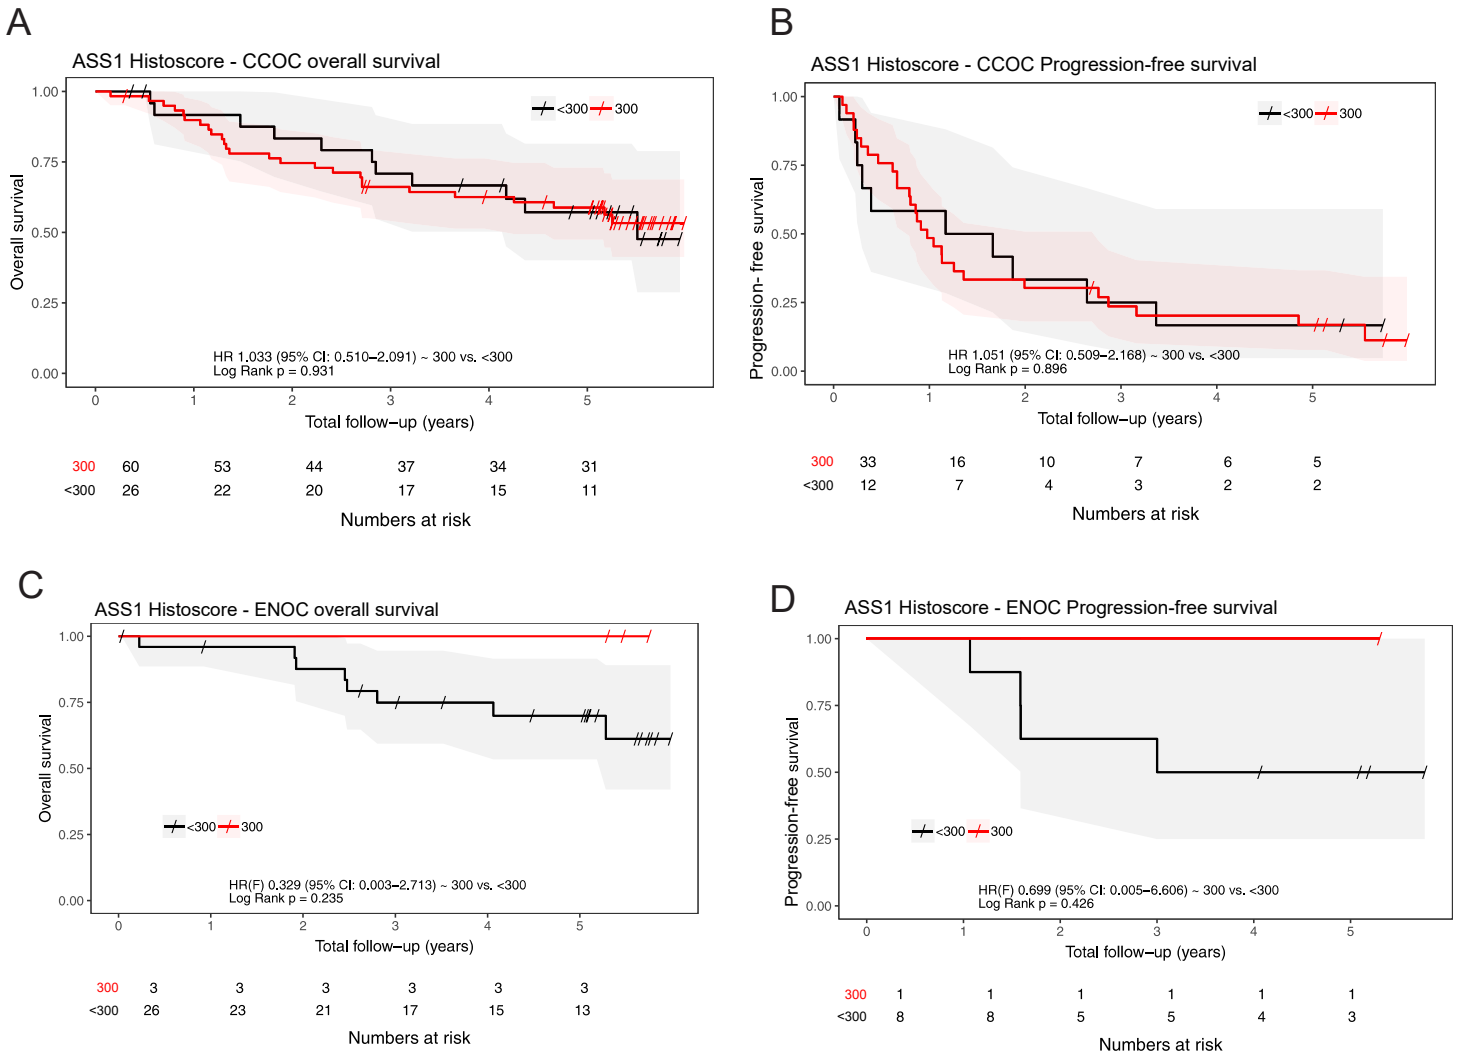 A
ASS1 Histoscore - CCOC overall survival
<300 300
1.00
0.75
0.50
0.25
0.00
Overall survival
HR 1.033 (95% CI: 0.510–2.091) ~ 300 vs. <300
Log Rank p = 0.931
0 1 2 3 4 5
Total follow–up (years)
300 60 53 44 37 34 31
<300 26 22 20 17 15 11
Numbers at risk
B
ASS1 Histoscore - CCOC Progression-free survival
<300 300
1.00
0.75
0.50
0.25
0.00
Progression- free survival
HR 1.051 (95% CI: 0.509–2.168) ~ 300 vs. <300
Log Rank p = 0.896
0 1 2 3 4 5
Total follow–up (years)
300 33 16 10 7 6 5
<300 12 7 4 3 2 2
Numbers at risk
C
ASS1 Histoscore - ENOC overall survival
1.00
0.75
0.50
0.25
0.00
Overall survival
<300 300
HR(F) 0.329 (95% CI: 0.003–2.713) ~ 300 vs. <300
Log Rank p = 0.235
0 1 2 3 4 5
Total follow–up (years)
300 3 3 3 3 3 3
<300 26 23 21 17 15 13
Numbers at risk
D
ASS1 Histoscore - ENOC Progression-free survival
1.00
0.75
0.50
0.25
0.00
Progression-free survival
<300 300
HR(F) 0.699 (95% CI: 0.005–6.606) ~ 300 vs. <300
Log Rank p = 0.426
0 1 2 3 4 5
Total follow–up (years)
300 1 1 1 1 1 1
<300 8 8 5 5 4 3
Numbers at risk